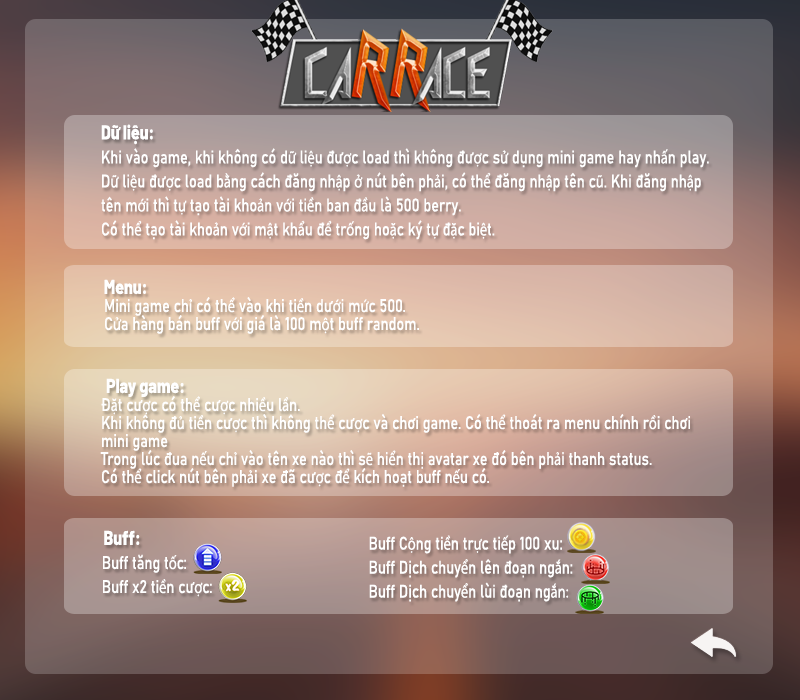 CARRACE
Dữ liệu:
Khi vào game, khi không có dữ liệu được load thì không được sử dụng mini game hay nhấn play.
Dữ liệu được load bằng cách đăng nhập ở nút bên phải, có thể đăng nhập tên cũ. Khi đăng nhập
tên mới thì tự tạo tài khoản với tiền ban đầu là 500 berry.
Có thể tạo tài khoản với mật khẩu để trống hoặc ký tự đặc biệt.
Menu:
Mini game chỉ có thể vào khi tiền dưới mức 500.
Cửa hàng bán buff với giá là 100 một buff random.
Play game:
Đặt cược có thể cược nhiều lần.
Khi không đủ tiền cược thì không thể cược và chơi game. Có thể thoát ra menu chính rồi chơi
mini game
Trong lúc đua nếu chỉ vào tên xe nào thì sẽ hiển thị avatar xe đó bên phải thanh status.
Có thể click nút bên phải xe đã cược để kích hoạt buff nếu có.
Buff:
Buff tăng tốc:
Buff x2 tiền cược: x2
Buff Cộng tiền trực tiếp 100 xu:
Buff Dịch chuyển lên đoạn ngắn:
Buff Dịch chuyển lùi đoạn ngắn: